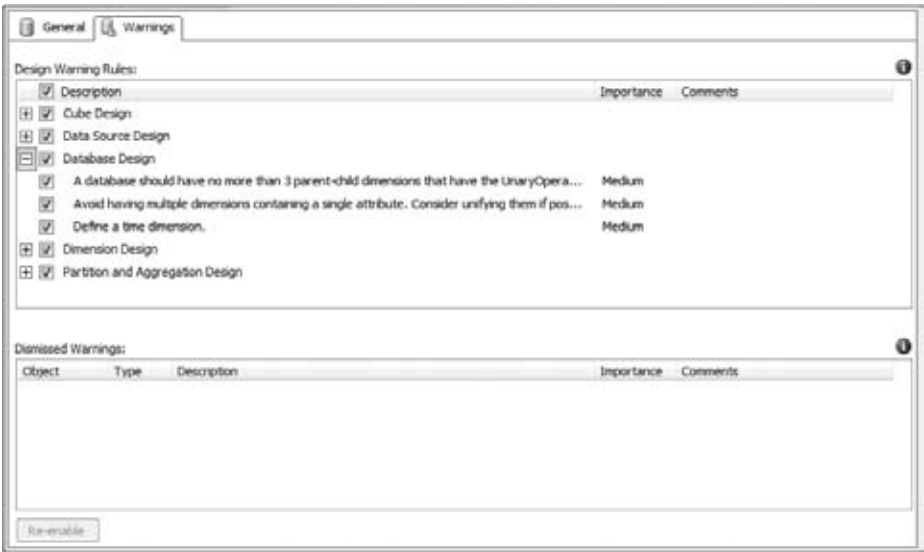 General Warnings
Design Warning Rules:
Description Importance Comments
Cube Design
Data Source Design
Database Design
A database should have no more than 3 parent-child dimensions that have the UnaryOpera... Medium
Avoid having multiple dimensions containing a single attribute. Consider unifying them if pos... Medium
Define a time dimension. Medium
Dimension Design
Partition and Aggregation Design
Dismissed Warnings:
Object Type Description Importance Comments
Re-enable